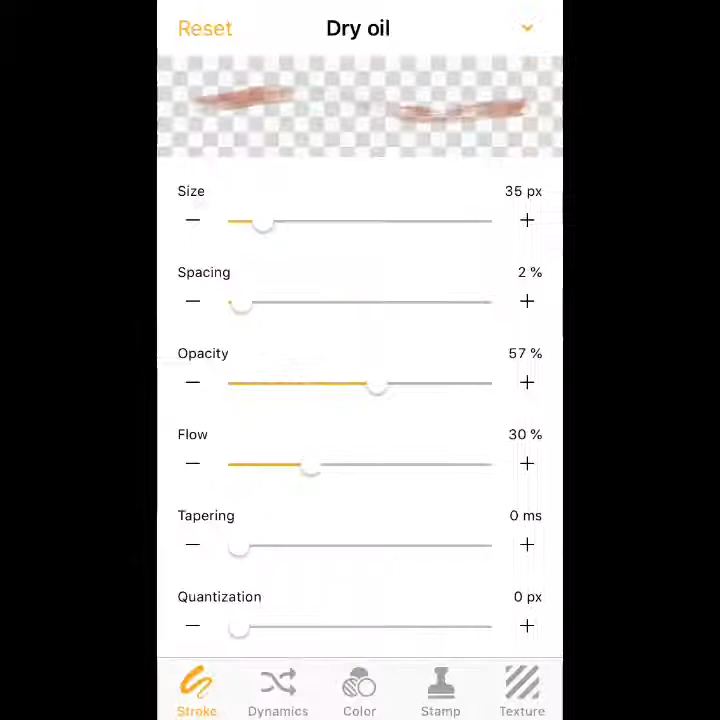 Reset Dry oil
Size 35 px
Spacing 2 %
Opacity 57 %
Flow 30 %
Tapering 0 ms
Quantization 0 px
Stroke Dynamics Color Stamp Texture